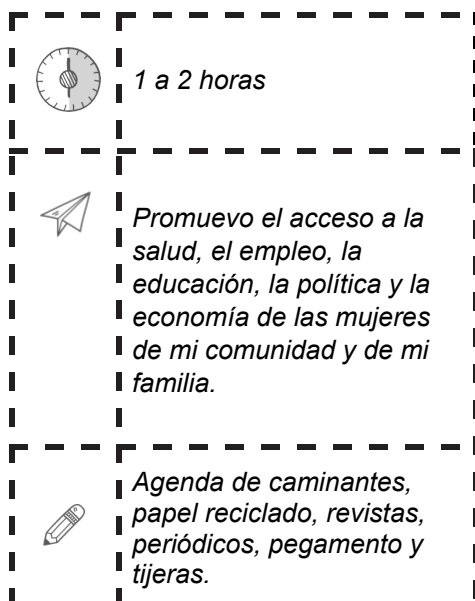 1 a 2 horas
Promuevo el acceso a la
salud, el empleo, la
educación, la política y la
economía de las mujeres
de mi comunidad y de mi
familia.
Agenda de caminantes,
papel reciclado, revistas,
periódicos, pegamento y
tijeras.